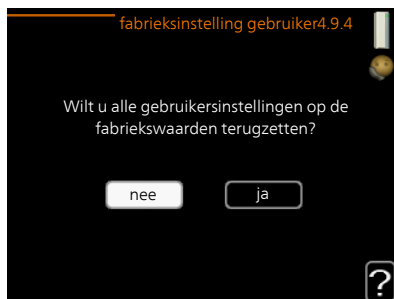 fabrieksinstelling gebruiker4.9.4
Wilt u alle gebruikersinstellingen op de
fabriekswaarden terugzetten?
nee
ja
?